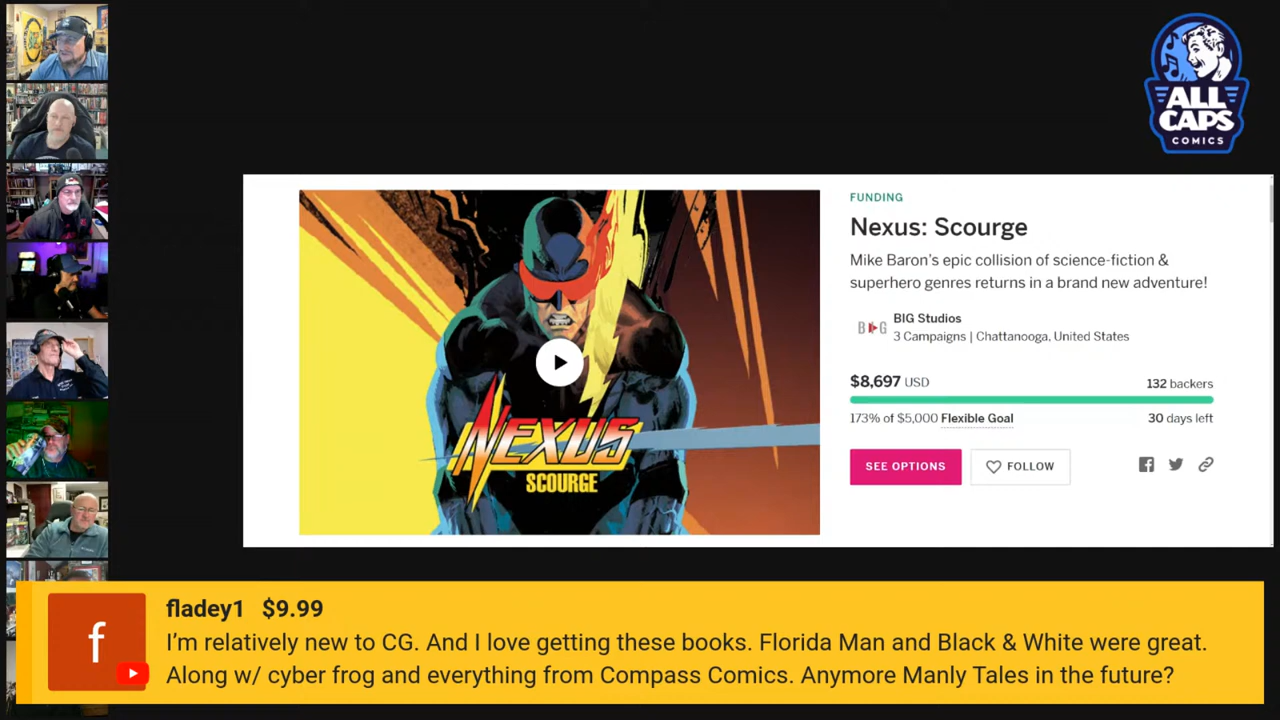 ALL
CAPS
COMICS
FUNDING
Nexus: Scourge
Mike Baron's epic collision of science-fiction &
superhero genres returns in a brand new adventure!
B G
BIG Studios
3 Campaigns | Chattanooga, United States
$8,697 USD
132 backers
173% of $5,000 Flexible Goal
30 days left
SEE OPTIONS
FOLLOW
NEXUS
SCOURGE
f
fladey1 $9.99
I'm relatively new to CG. And I love getting these books. Florida Man and Black & White were great.
Along w/ cyber frog and everything from Compass Comics. Anymore Manly Tales in the future?